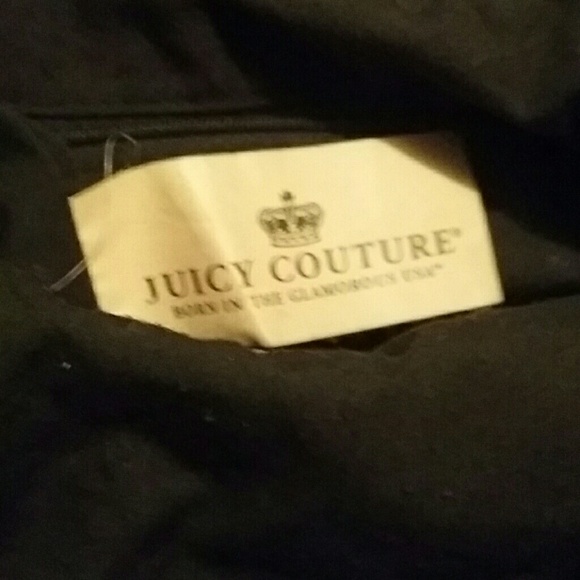 JUICY COUTURE®
BORN IN THE GLAMOROUS USA™